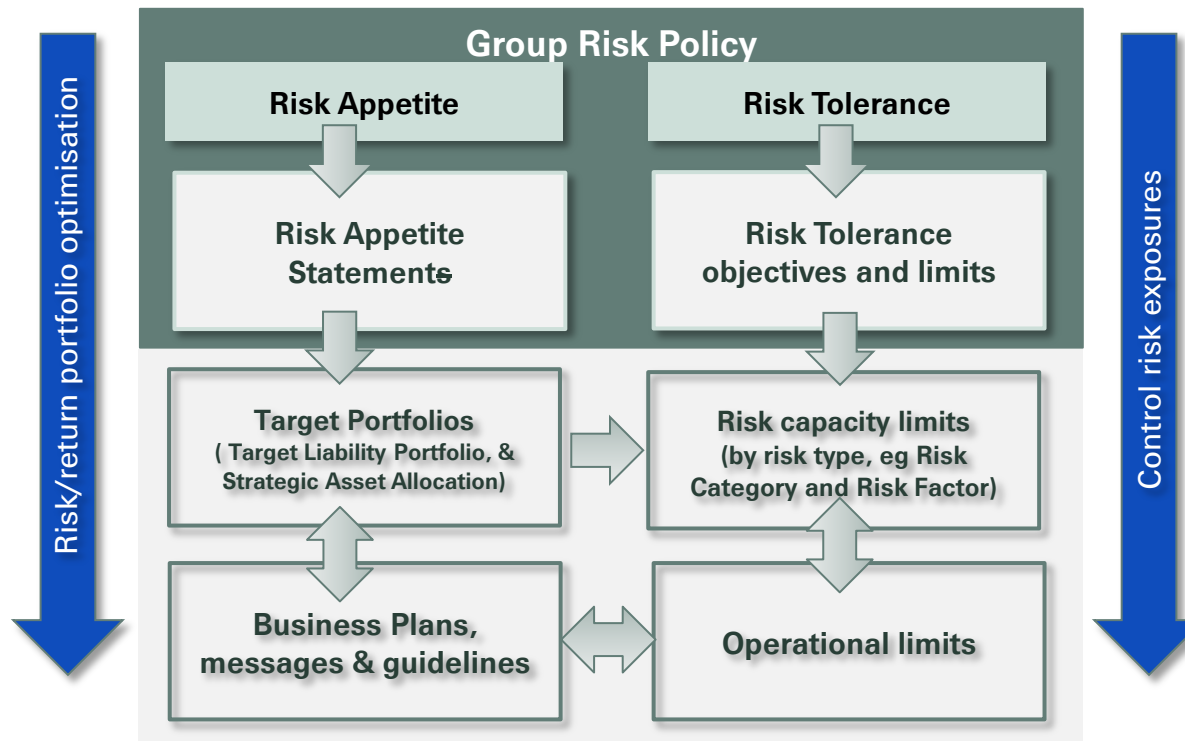 Group Risk Policy
Risk Appetite
Risk Tolerance
Risk Appetite
Statements
Risk Tolerance
objectives and limits
Target Portfolios
( Target Liability Portfolio, &
Strategic Asset Allocation)
Risk capacity limits
(by risk type, eg Risk
Category and Risk Factor)
Business Plans,
messages & guidelines
Operational limits
Risk/return portfolio optimisation
Control risk exposures